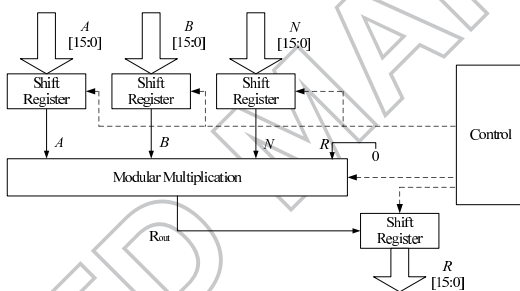 A
[15:0]
B
[15:0]
N
[15:0]
Shift
Register
Shift
Register
Shift
Register
Control
A
B
N
R
0
Modular Multiplication
Rout
Shift
Register
R
[15:0]